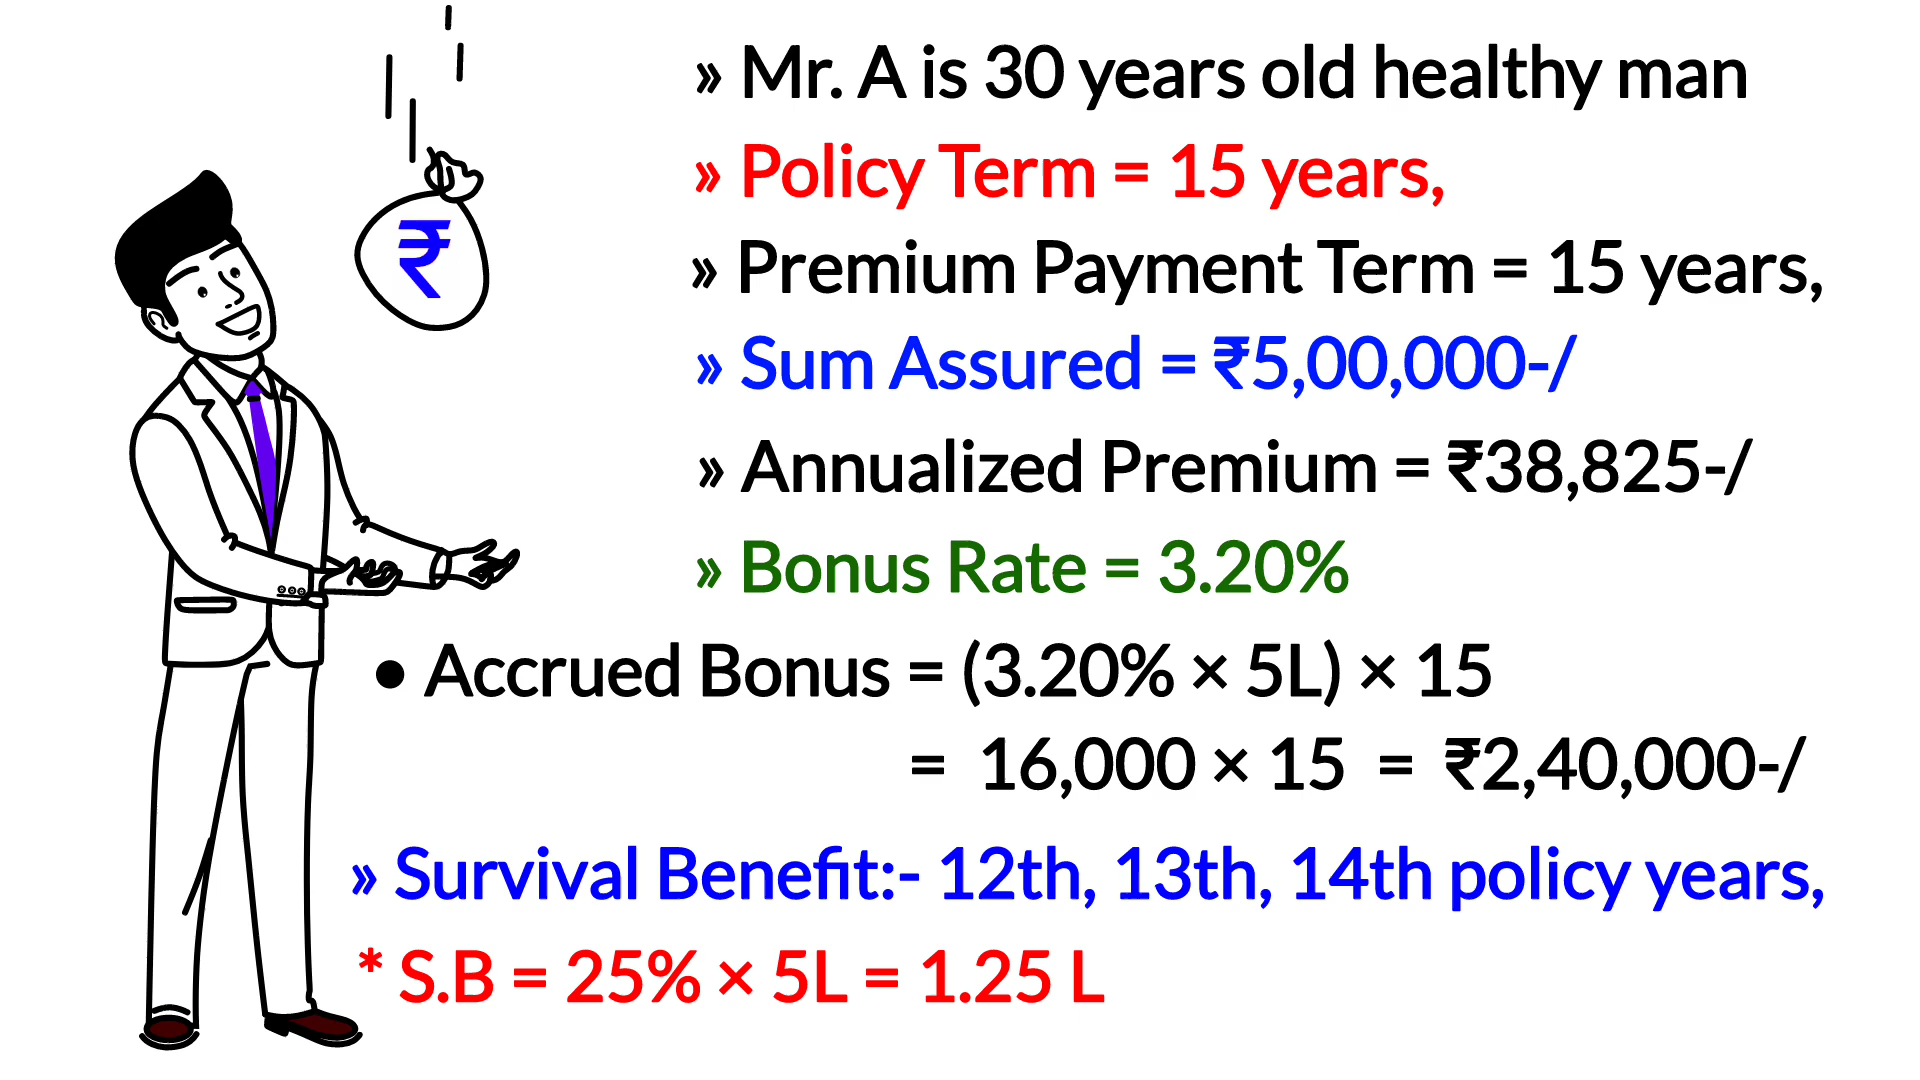 » Mr. A is 30 years old healthy man
» Policy Term = 15 years,
» Premium Payment Term = 15 years,
₹
» Sum Assured = ₹5,00,000-/
» Annualized Premium = ₹38,825-/
» Bonus Rate = 3.20%
• Accrued Bonus = (3.20% × 5L) × 15
= 16,000 × 15 = ₹2,40,000-/
» Survival Benefit:- 12th, 13th, 14th policy years,
* S.B = 25% × 5L = 1.25 L